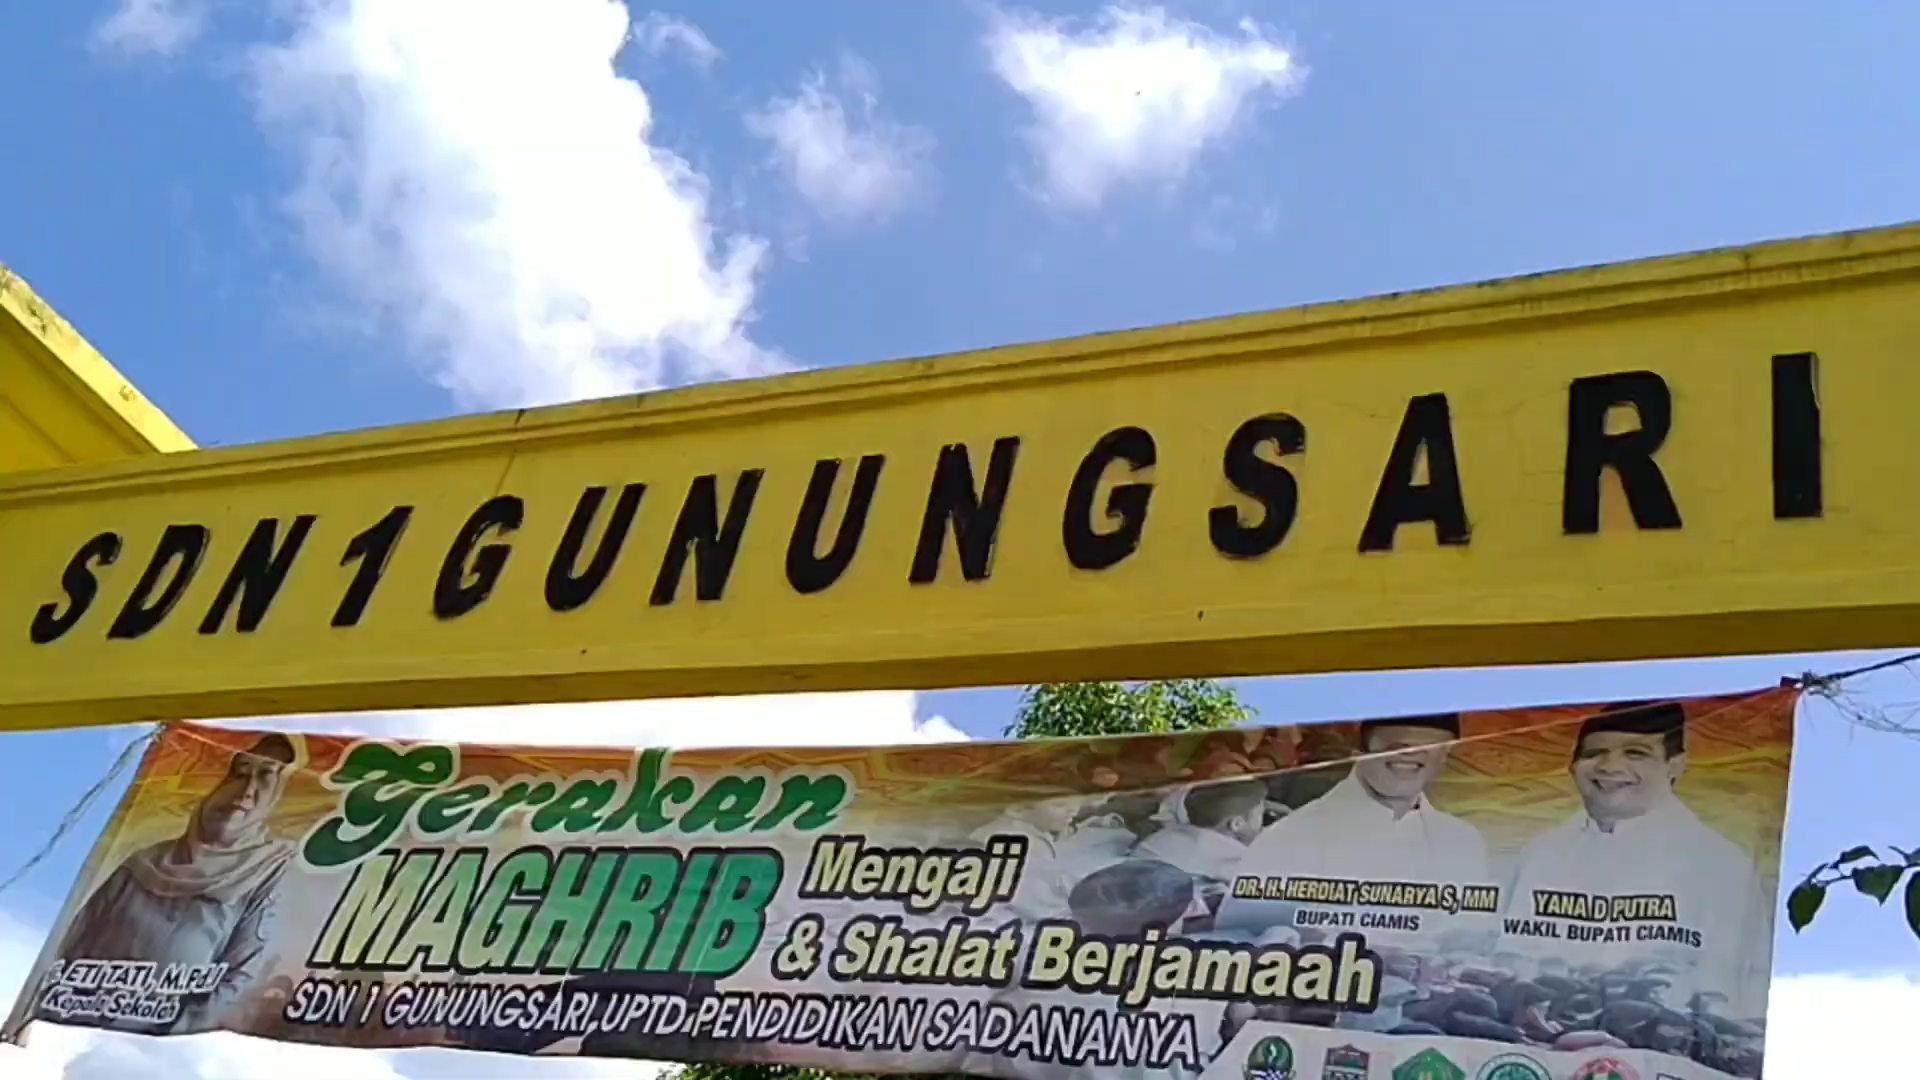 SDN 1 GUNUNGSARI
Gerakan
MAGHRIB Mengaji
& Shalat Berjamaah
SDN 1 GUNUNGSARI, UPTD. PENDIDIKAN SADANANYA
ETI TATI, M.Pd.I
Kepala Sekolah
DR. H. HERDIAT SUNARYA S, MM
BUPATI CIAMIS
YANA D PUTRA
WAKIL BUPATI CIAMIS